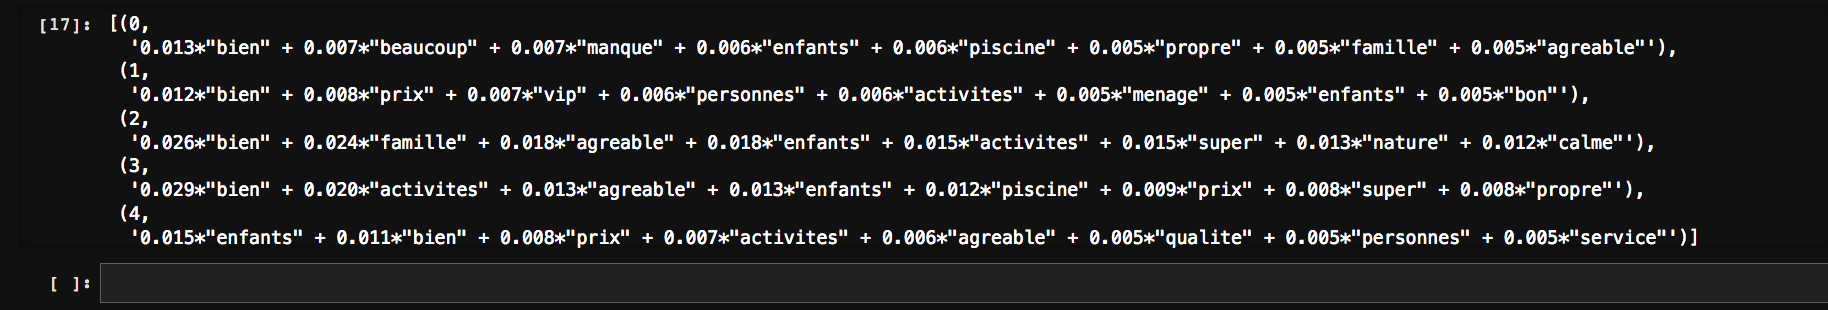 [17]: [(0,
'0.013*"bien" + 0.007*"beaucoup" + 0.007*"manque" + 0.006*"enfants" + 0.006*"piscine" + 0.005*"propre" + 0.005*"famille" + 0.005*"agreable"'),
(1,
'0.012*"bien" + 0.008*"prix" + 0.007*"vip" + 0.006*"personnes" + 0.006*"activites" + 0.005*"menage" + 0.005*"enfants" + 0.005*"bon"'),
(2,
'0.026*"bien" + 0.024*"famille" + 0.018*"agreable" + 0.018*"enfants" + 0.015*"activites" + 0.015*"super" + 0.013*"nature" + 0.012*"calme"'),
(3,
'0.029*"bien" + 0.020*"activites" + 0.013*"agreable" + 0.013*"enfants" + 0.012*"piscine" + 0.009*"prix" + 0.008*"super" + 0.008*"propre"'),
(4,
'0.015*"enfants" + 0.011*"bien" + 0.008*"prix" + 0.007*"activites" + 0.006*"agreable" + 0.005*"qualite" + 0.005*"personnes" + 0.005*"service"')]
[ ]: